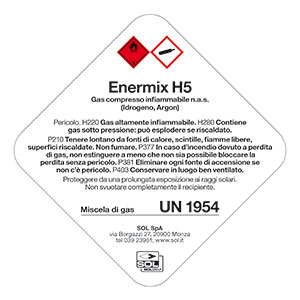 Enermix H5
Gas compresso infiammabile n.a.s.
(Idrogeno, Argon)
Pericolo. H220 Gas altamente infiammabile. H280 Contiene
gas sotto pressione: può esplodere se riscaldato.
P210 Tenere lontano da fonti di calore, scintille, fiamme libere,
superfici riscaldate. Non fumare. P377 In caso d'incendio dovuto a perdita
di gas, non estinguere a meno che non sia possibile bloccare la
perdita senza pericolo. P381 Eliminare ogni fonte di accensione se
non c'è pericolo. P403 Conservare in luogo ben ventilato.
Proteggere da una prolungata esposizione ai raggi solari.
Non svuotare completamente il recipiente.
Miscela di gas UN 1954
SOL SpA
via Borgazzi 27, 20900 Monza
tel 039 23961, www.sol.it
SOL